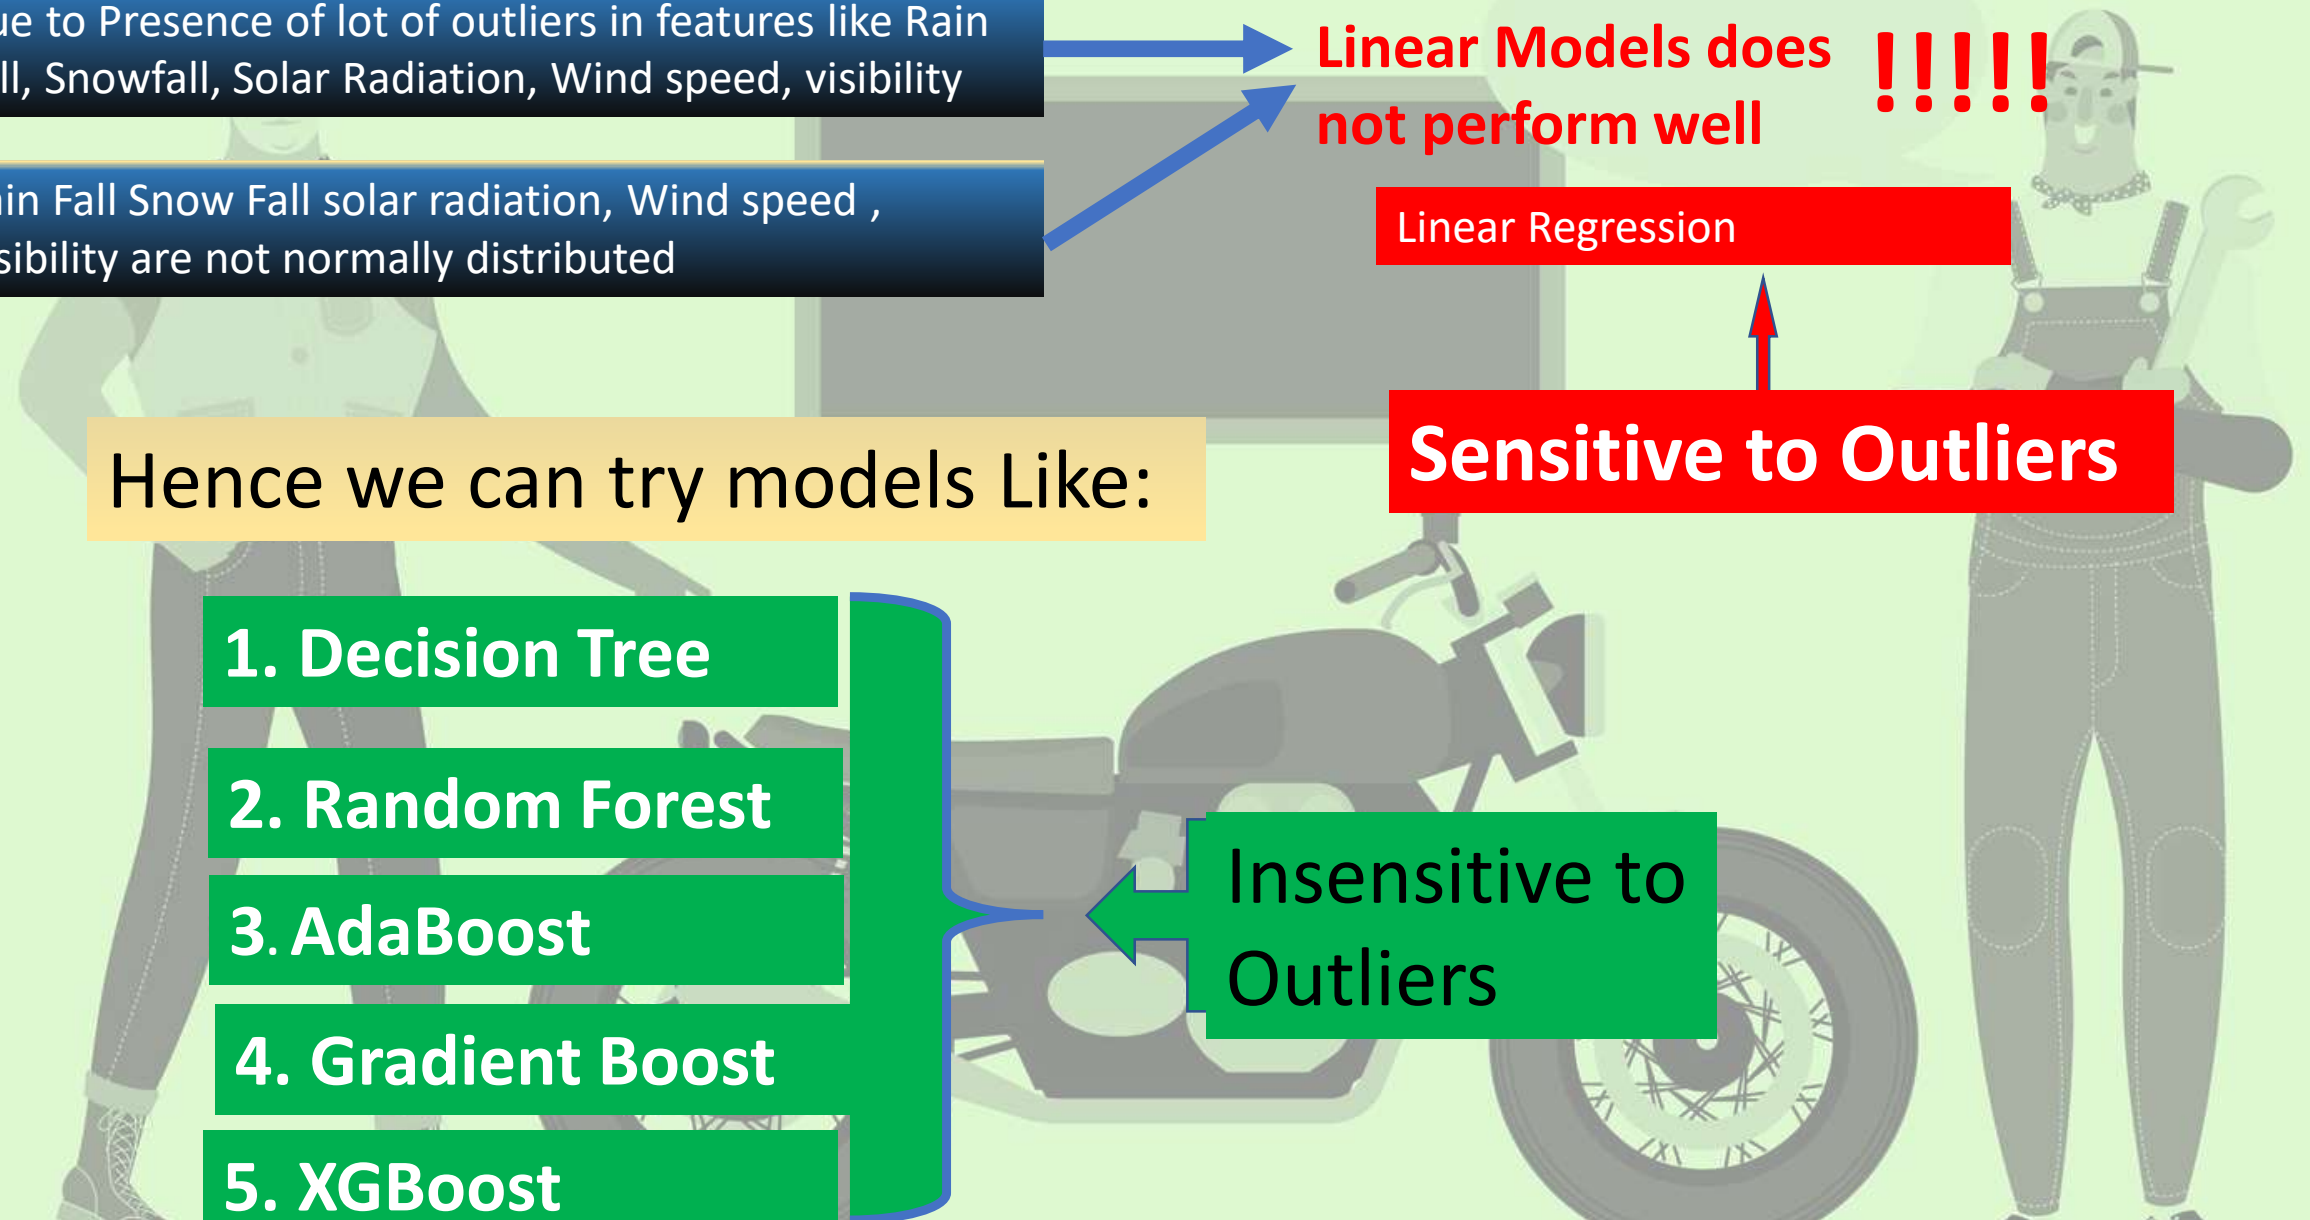 ue to Presence of lot of outliers in features like Rain
ll, Snowfall, Solar Radiation, Wind speed, visibility
Linear Models does
not perform well
!!!!!
in Fall Snow Fall solar radiation, Wind speed ,
sibility are not normally distributed
Linear Regression
Sensitive to Outliers
Hence we can try models Like:
1. Decision Tree
2. Random Forest
3. AdaBoost
4. Gradient Boost
5. XGBoost
Insensitive to
Outliers